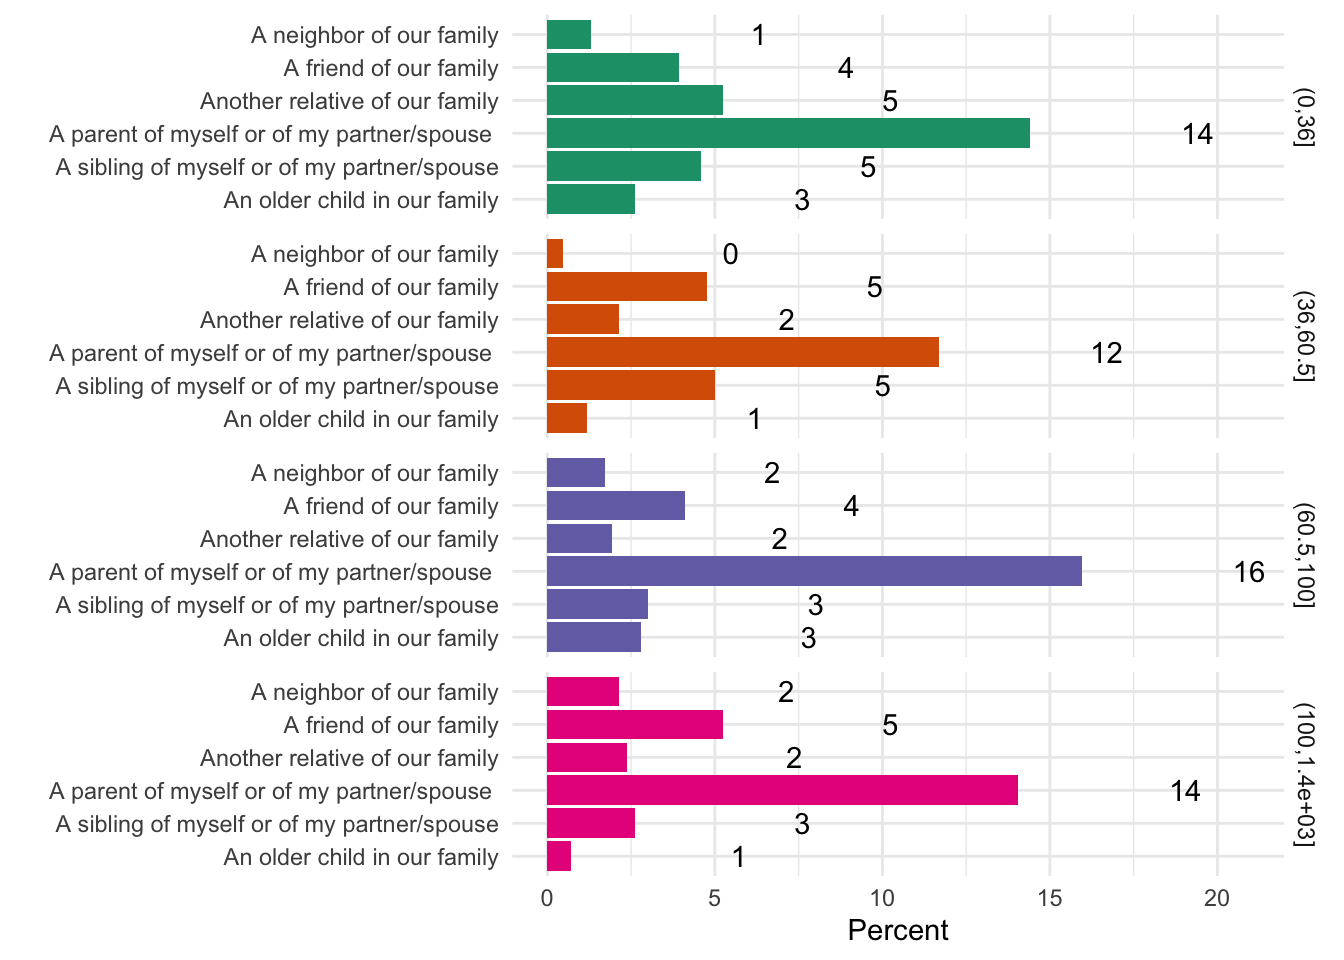 A neighbor of our family 1
A friend of our family 4
Another relative of our family 5
A parent of myself or of my partner/spouse 14
A sibling of myself or of my partner/spouse 5
An older child in our family 3
(0,36]
A neighbor of our family 0
A friend of our family 5
Another relative of our family 2
A parent of myself or of my partner/spouse 12
A sibling of myself or of my partner/spouse 5
An older child in our family 1
(36,60.5]
A neighbor of our family 2
A friend of our family 4
Another relative of our family 2
A parent of myself or of my partner/spouse 16
A sibling of myself or of my partner/spouse 3
An older child in our family 3
(60.5,100]
A neighbor of our family 2
A friend of our family 5
Another relative of our family 2
A parent of myself or of my partner/spouse 14
A sibling of myself or of my partner/spouse 3
An older child in our family 1
(100,1.4e+03]
0 5 10 15 20
Percent